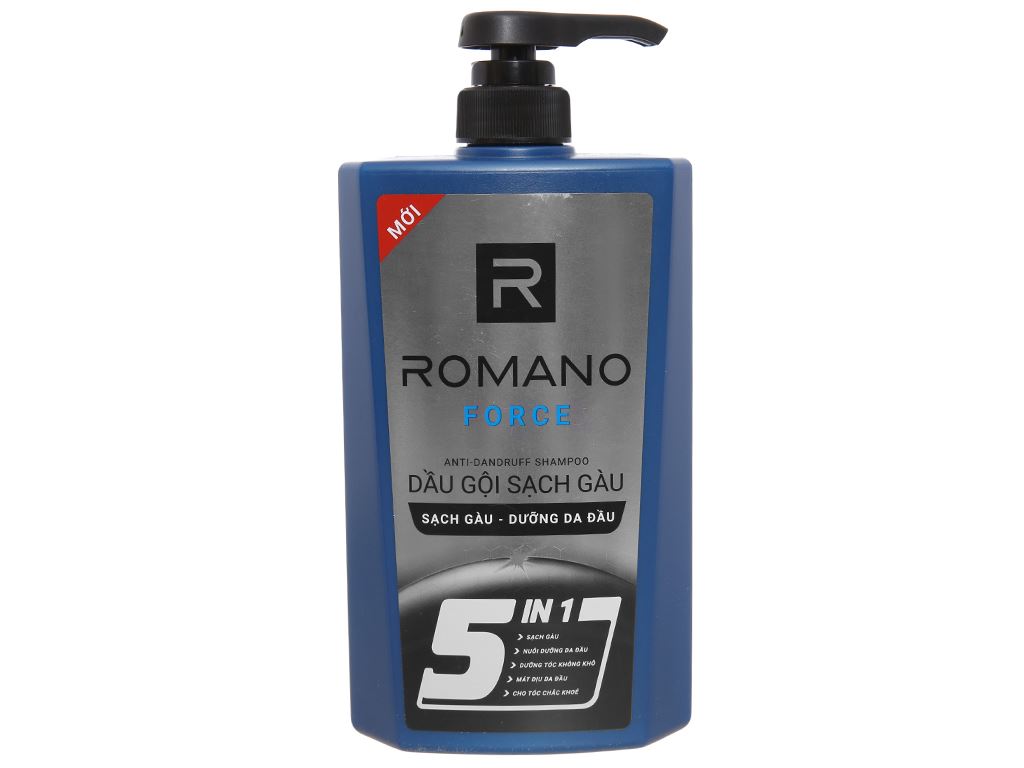 MỚI
R
ROMANO
FORCE
ANTI-DANDRUFF SHAMPOO
DẦU GỘI SẠCH GÀU
SẠCH GÀU - DƯỠNG DA ĐẦU
5 IN 1
SẠCH GÀU
NUÔI DƯỠNG DA ĐẦU
DƯỠNG TÓC KHÔNG KHÔ
MÁT DỊU DA ĐẦU
CHO TÓC CHẮC KHOẺ